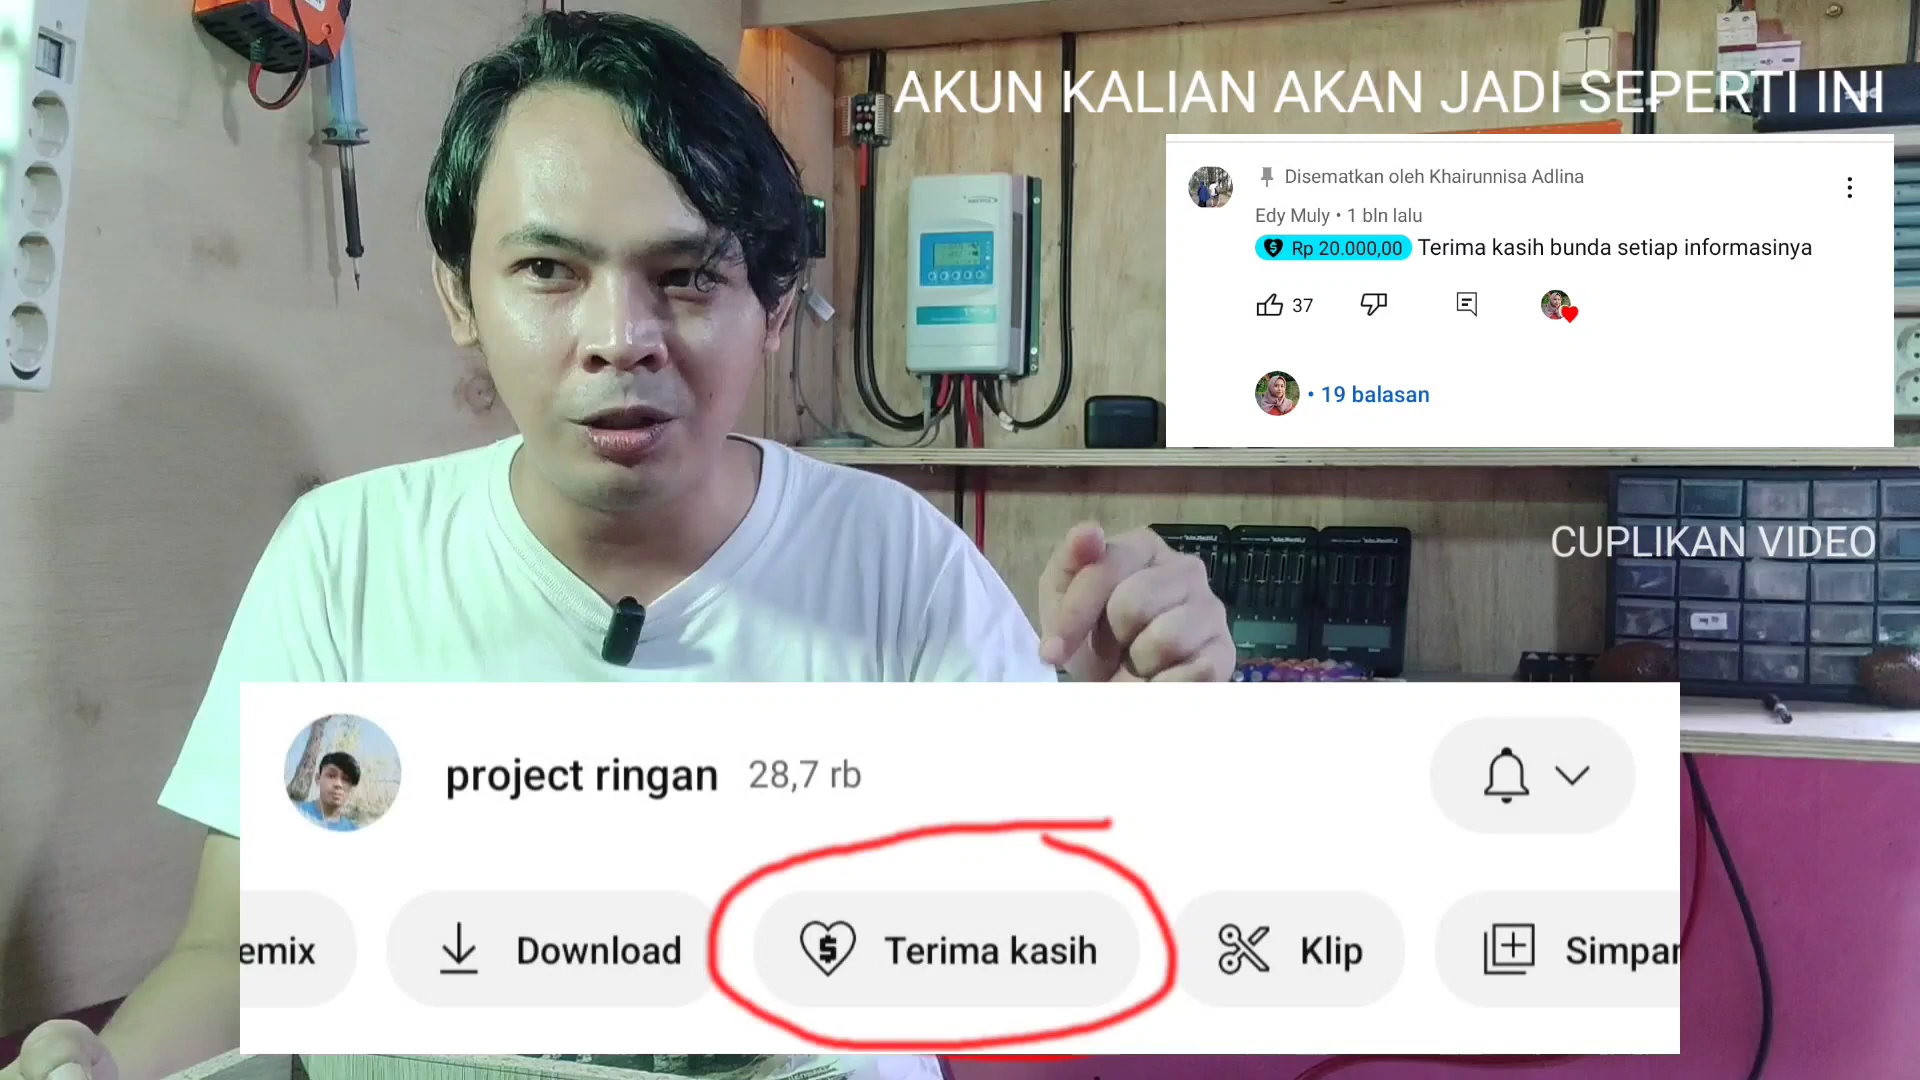 AKUN KALIAN AKAN JADI SEPERTI INI
Disematkan oleh Khairunnisa Adlina
Edy Muly • 1 bln lalu
Rp 20.000,00 Terima kasih bunda setiap informasinya
37
• 19 balasan
CUPLIKAN VIDEO
project ringan 28,7 rb
emix
Download
$ Terima kasih
Klip
Simpan